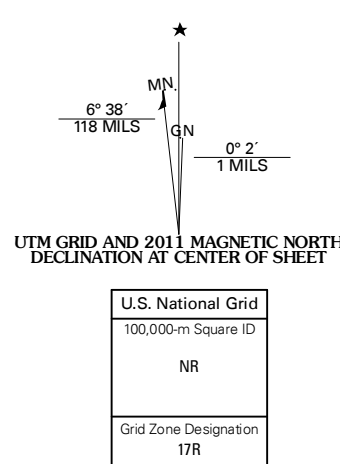 MN.
6° 38´
118 MILS
GN
0° 2´
1 MILS
UTM GRID AND 2011 MAGNETIC NORTH
DECLINATION AT CENTER OF SHEET
U.S. National Grid
100,000-m Square ID
NR
Grid Zone Designation
17R